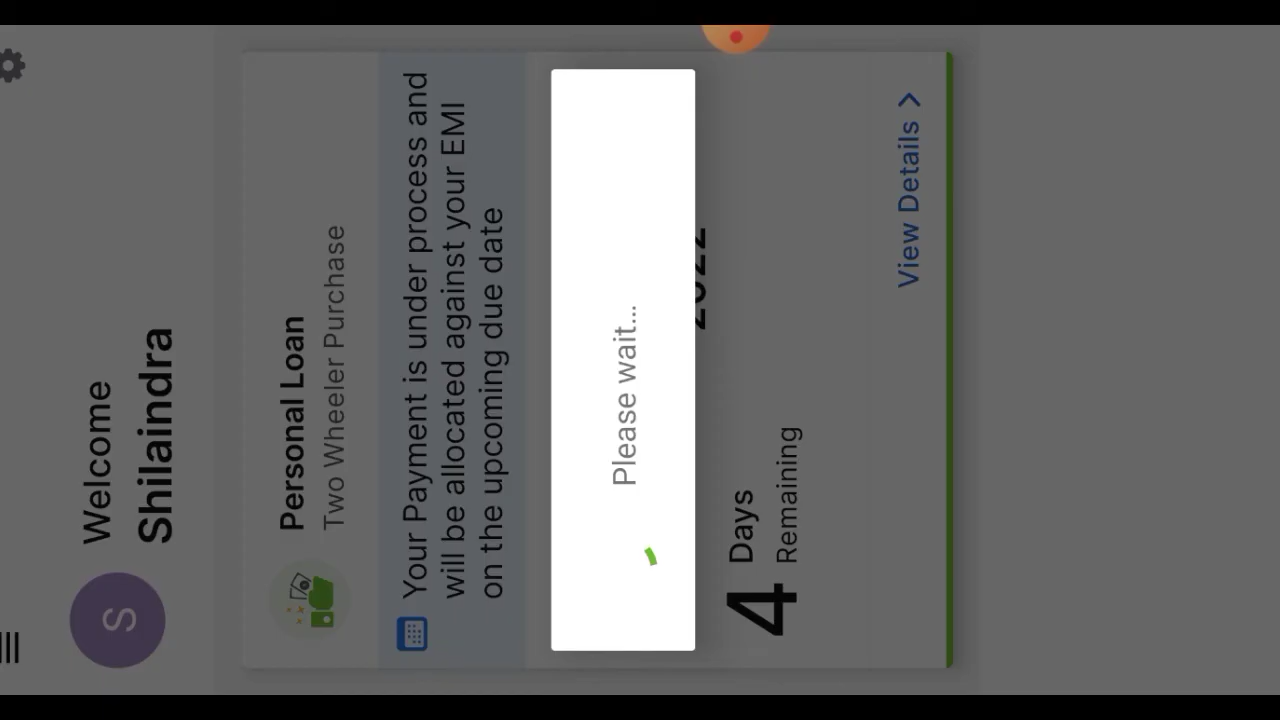 Welcome
Shilaindra
S
Personal Loan
Two Wheeler Purchase
Your Payment is under process and
will be allocated against your EMI
on the upcoming due date
Please wait...
4 Days
Remaining
View Details